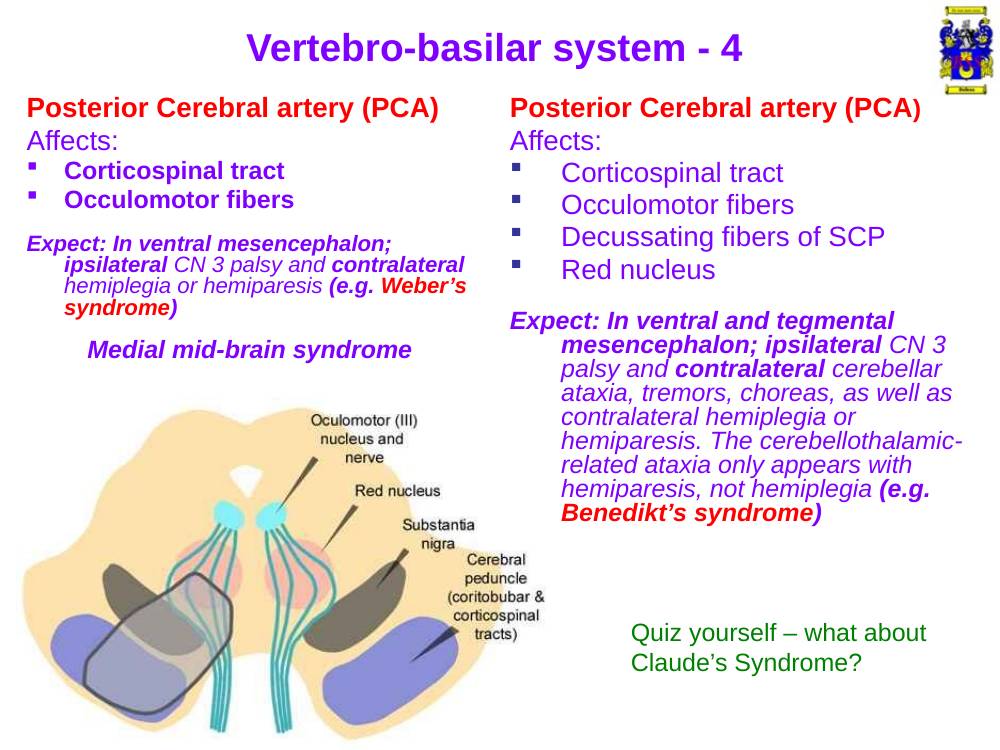 Vertebro-basilar system - 4
Posterior Cerebral artery (PCA)
Affects:
▪ Corticospinal tract
▪ Occulomotor fibers
Expect: In ventral mesencephalon;
ipsilateral CN 3 palsy and contralateral
hemiplegia or hemiparesis (e.g. Weber’s
syndrome)
Medial mid-brain syndrome
Oculomotor (III)
nucleus and
nerve
Red nucleus
Substantia
nigra
Cerebral
peduncle
(coritobubar &
corticospinal
tracts)
Posterior Cerebral artery (PCA)
Affects:
▪ Corticospinal tract
▪ Occulomotor fibers
▪ Decussating fibers of SCP
▪ Red nucleus
Expect: In ventral and tegmental
mesencephalon; ipsilateral CN 3
palsy and contralateral cerebellar
ataxia, tremors, choreas, as well as
contralateral hemiplegia or
hemiparesis. The cerebellothalamic-
related ataxia only appears with
hemiparesis, not hemiplegia (e.g.
Benedikt’s syndrome)
Quiz yourself – what about
Claude’s Syndrome?